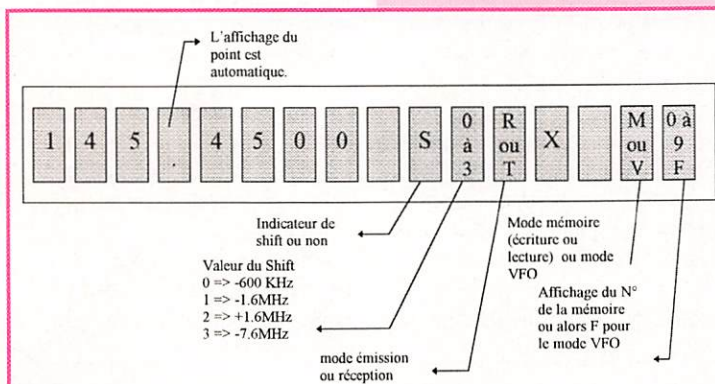 L'affichage du
point est
automatique.
1 4 5 . 4 5 0 0 S 0 à 3 R ou T X M ou V 0 à 9 F
Indicateur de
shift ou non
Valeur du Shift
0 => -600 KHz
1 => -1.6MHz
2 => +1.6MHz
3 => -7.6MHz
mode émission
ou réception
Mode mémoire
(écriture ou
lecture) ou mode
VFO
Affichage du N°
de la mémoire
ou alors F pour
le mode VFO